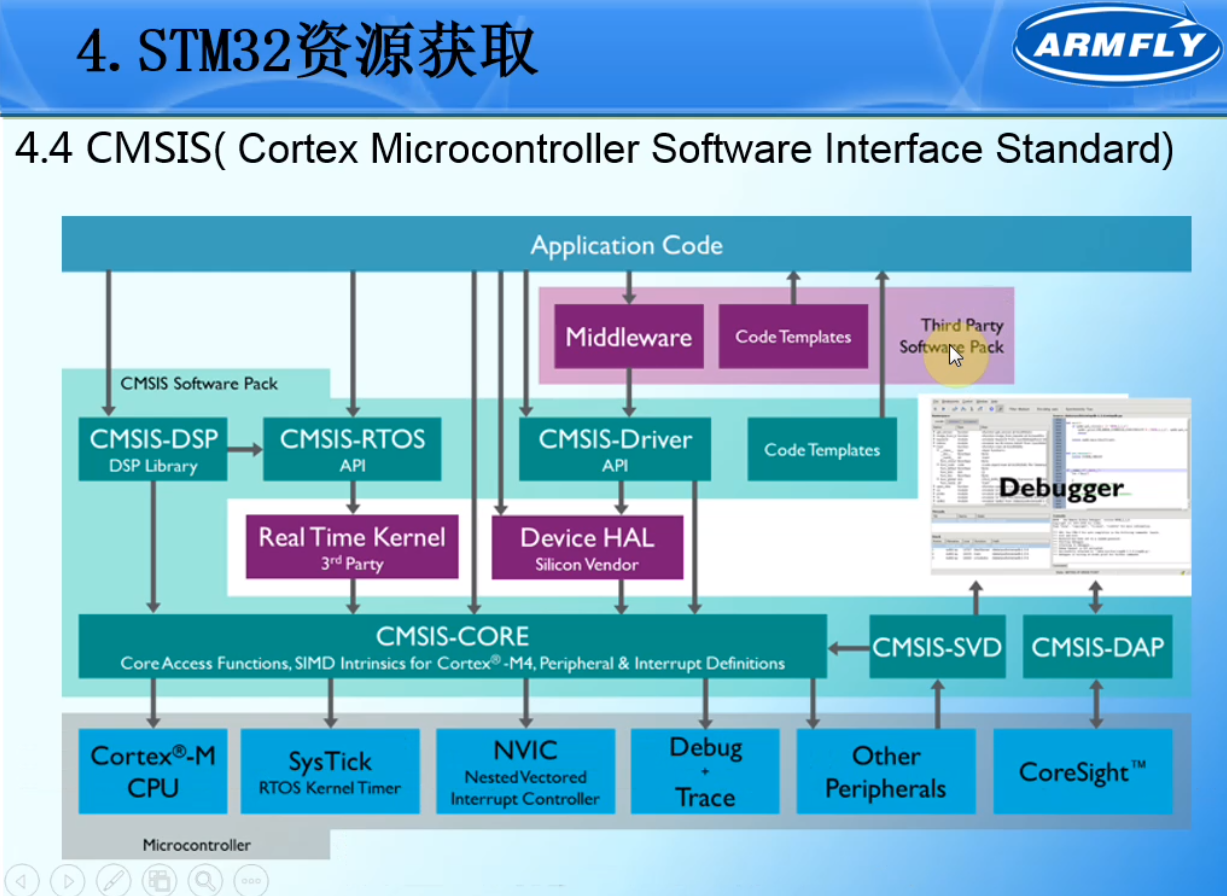 4. STM32资源获取
ARMFLY
4.4 CMSIS( Cortex Microcontroller Software Interface Standard)
Application Code
Middleware
Code Templates
Third Party
Software Pack
CMSIS Software Pack
CMSIS-DSP
DSP Library
CMSIS-RTOS
API
CMSIS-Driver
API
Code Templates
Debugger
Real Time Kernel
3rd Party
Device HAL
Silicon Vendor
CMSIS-CORE
Core Access Functions, SIMD Intrinsics for Cortex®-M4, Peripheral & Interrupt Definitions
CMSIS-SVD
CMSIS-DAP
Cortex®-M
CPU
SysTick
RTOS Kernel Timer
NVIC
Nested Vectored
Interrupt Controller
Debug
+
Trace
Other
Peripherals
CoreSight™
Microcontroller